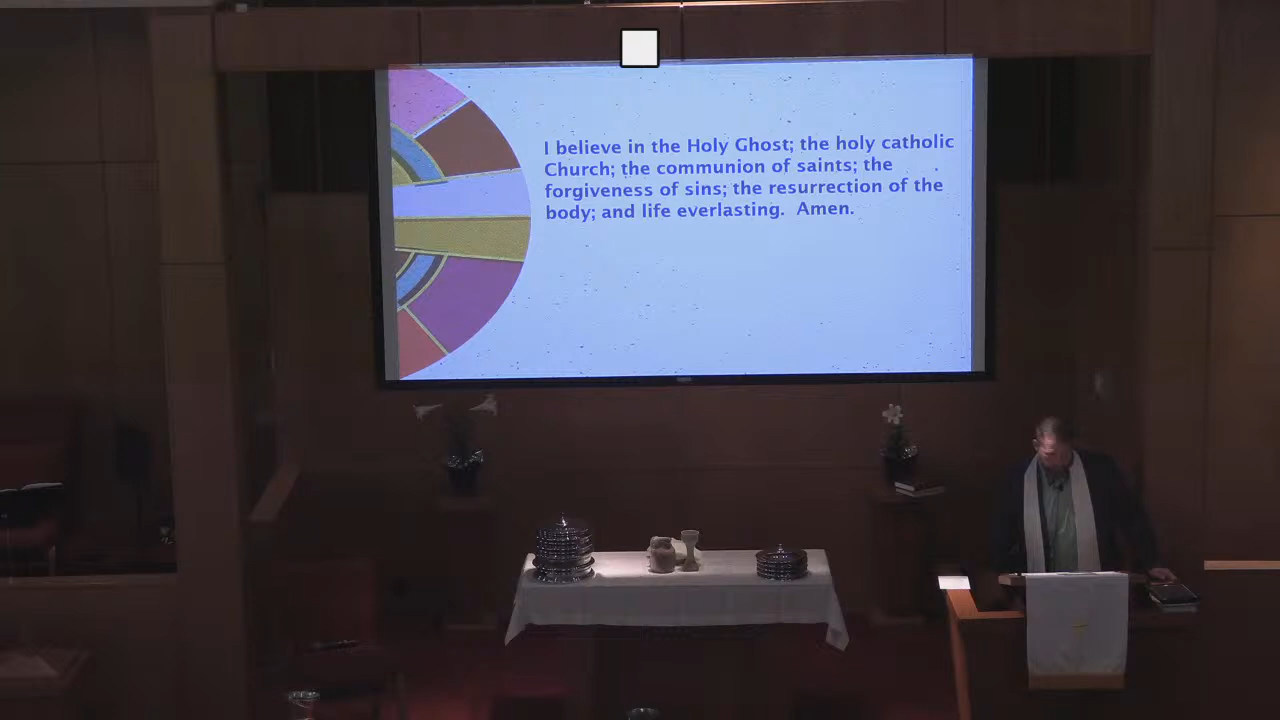 I believe in the Holy Ghost; the holy catholic
Church; the communion of saints; the
forgiveness of sins; the resurrection of the
body; and life everlasting.  Amen.